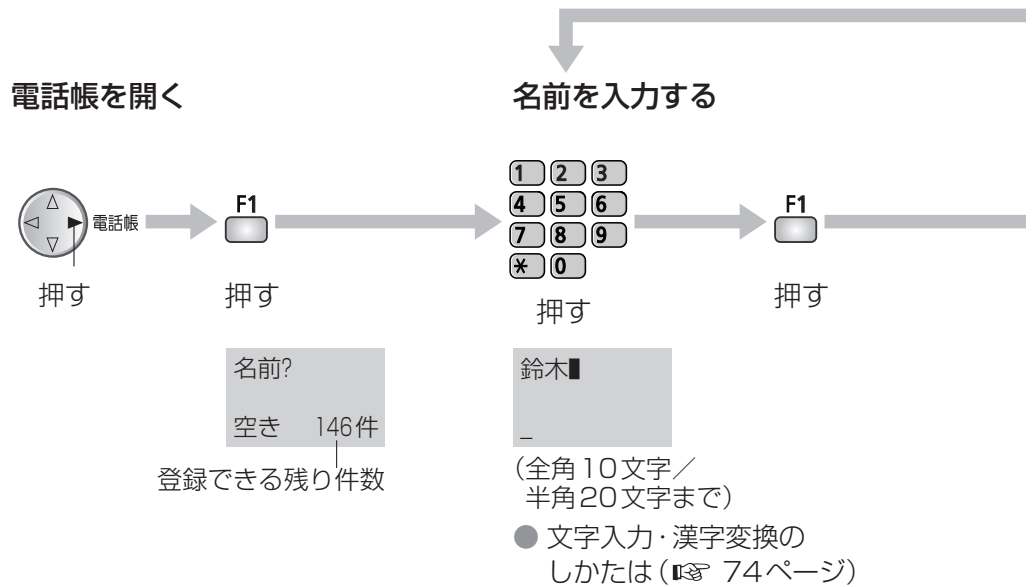 電話帳を開く
名前を入力する
電話帳
F1
1 2 3
4 5 6
7 8 9
* 0
F1
押す
押す
押す
押す
名前?
空き 146件
登録できる残り件数
鈴木
_
(全角10文字/
半角20文字まで)
● 文字入力・漢字変換の
しかたは(☞ 74ページ)